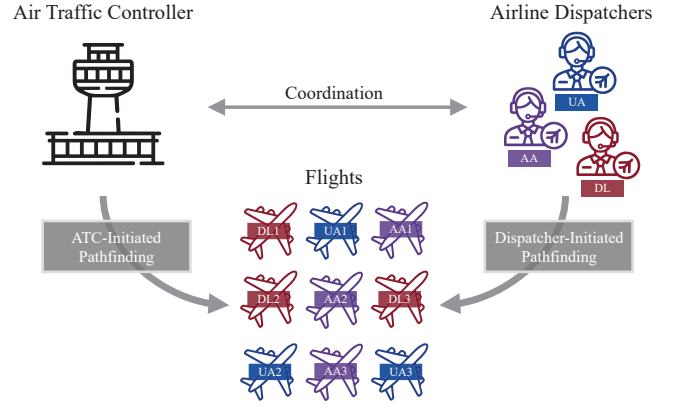 Air Traffic Controller
Airline Dispatchers
Coordination
UA
AA
DL
Flights
ATC-Initiated
Pathfinding
Dispatcher-Initiated
Pathfinding
DL1 UA1 AA1
DL2 AA2 DL3
UA2 AA3 UA3